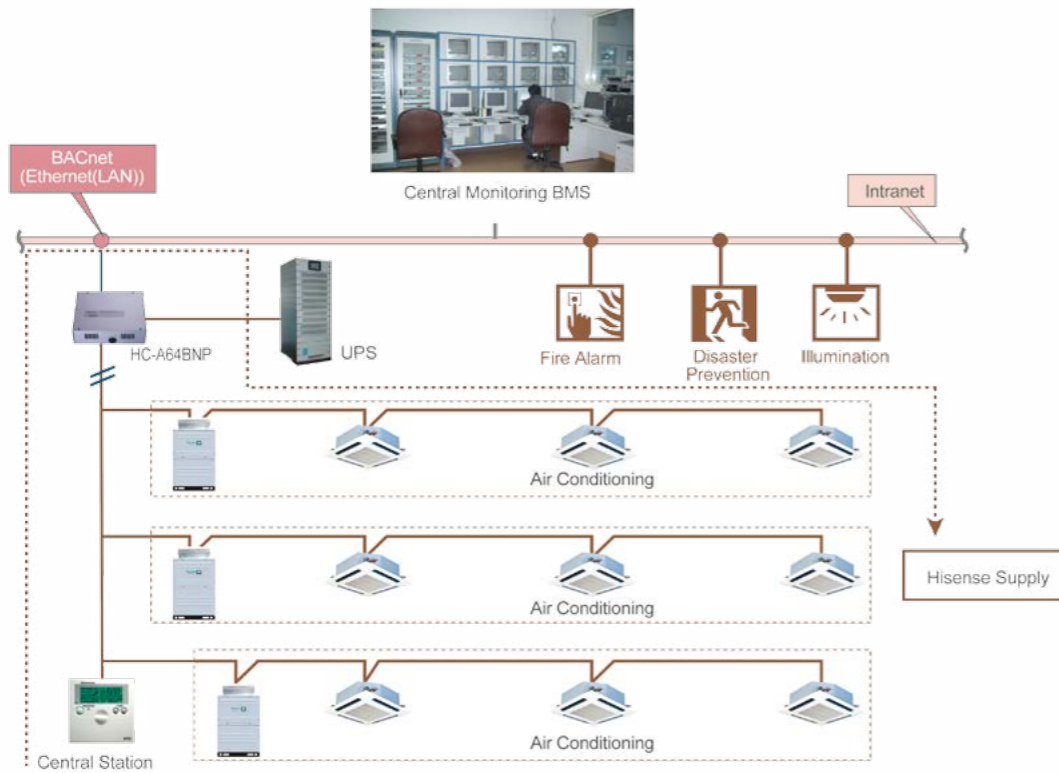 BACnet
(Ethernet(LAN))
Central Monitoring BMS
Intranet
HC-A64BNP
UPS
Fire Alarm
Disaster
Prevention
Illumination
Air Conditioning
Air Conditioning
Hisense Supply
Air Conditioning
Central Station